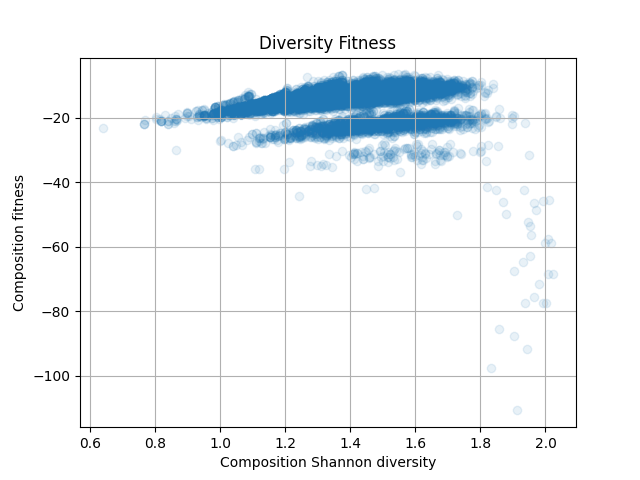 Diversity Fitness
Composition fitness
−20
−40
−60
−80
−100
0.6 0.8 1.0 1.2 1.4 1.6 1.8 2.0
Composition Shannon diversity